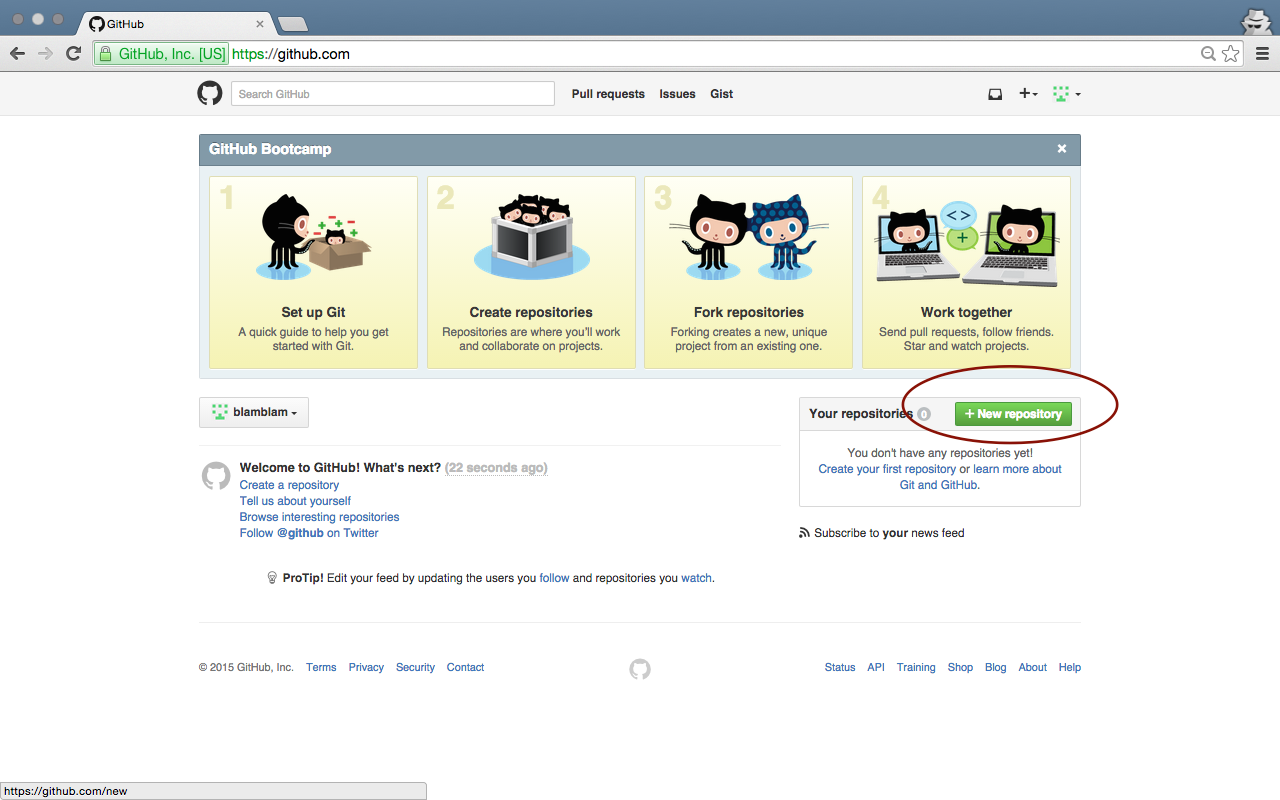 GitHub
GitHub, Inc. [US] https://github.com
Search GitHub
Pull requests Issues Gist
GitHub Bootcamp
1
Set up Git
A quick guide to help you get
started with Git.
2
Create repositories
Repositories are where you'll work
and collaborate on projects.
3
Fork repositories
Forking creates a new, unique
project from an existing one.
4
Work together
Send pull requests, follow friends.
Star and watch projects.
blamblam
Welcome to GitHub! What's next? (22 seconds ago)
Create a repository
Tell us about yourself
Browse interesting repositories
Follow @github on Twitter
ProTip! Edit your feed by updating the users you follow and repositories you watch.
Your repositories 0 + New repository
You don't have any repositories yet!
Create your first repository or learn more about
Git and GitHub.
Subscribe to your news feed
© 2015 GitHub, Inc. Terms Privacy Security Contact
Status API Training Shop Blog About Help
https://github.com/new